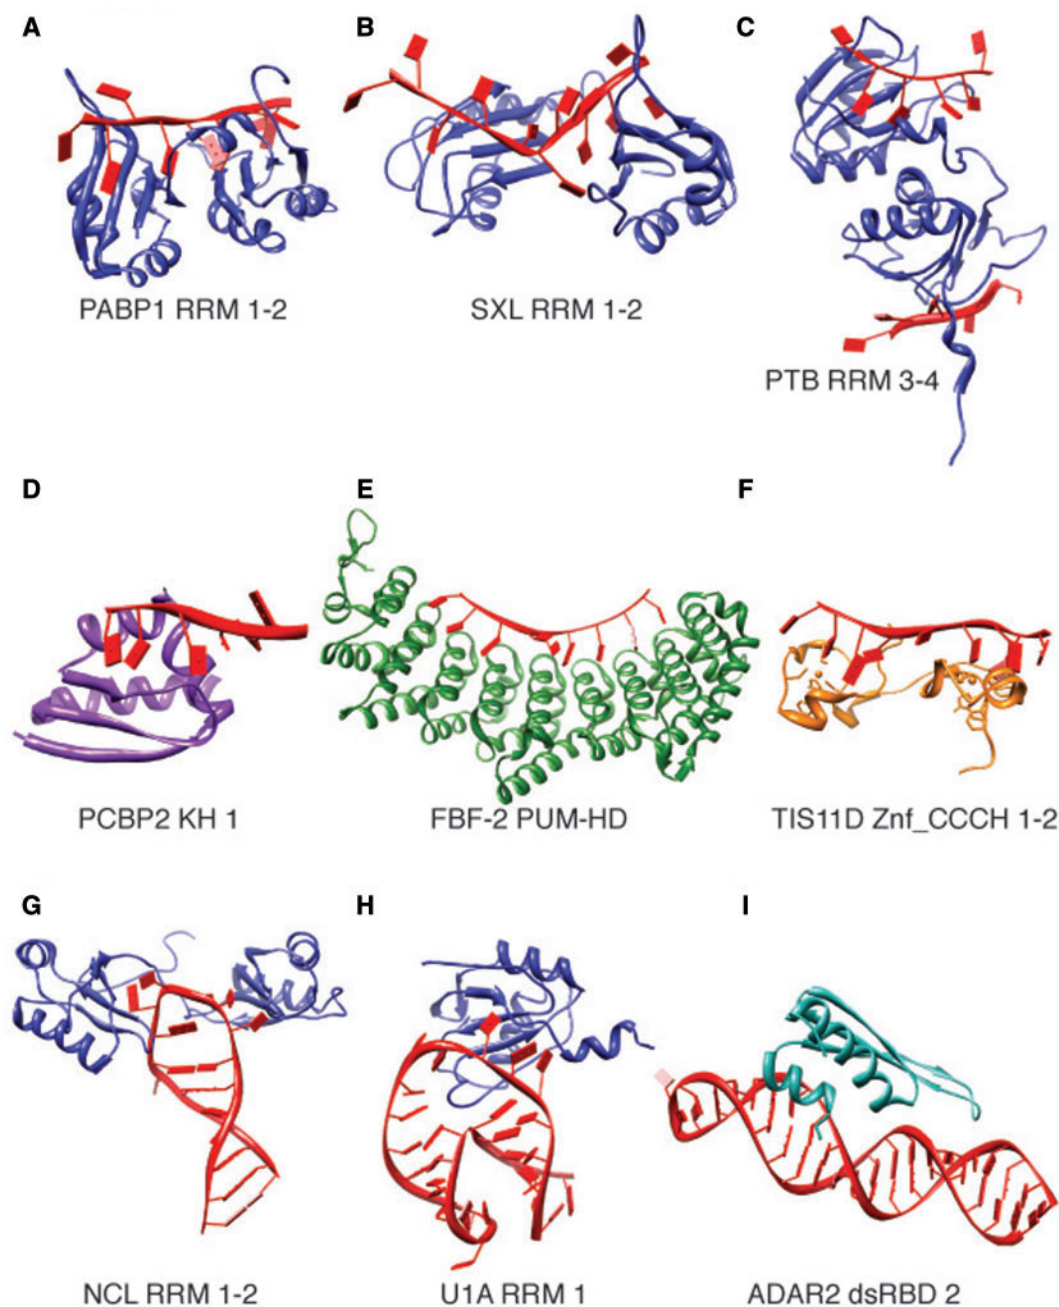 A
B
C
PABP1 RRM 1-2
SXL RRM 1-2
PTB RRM 3-4
D
E
F
PCBP2 KH 1
FBF-2 PUM-HD
TIS11D Znf_CCCH 1-2
G
H
I
NCL RRM 1-2
U1A RRM 1
ADAR2 dsRBD 2